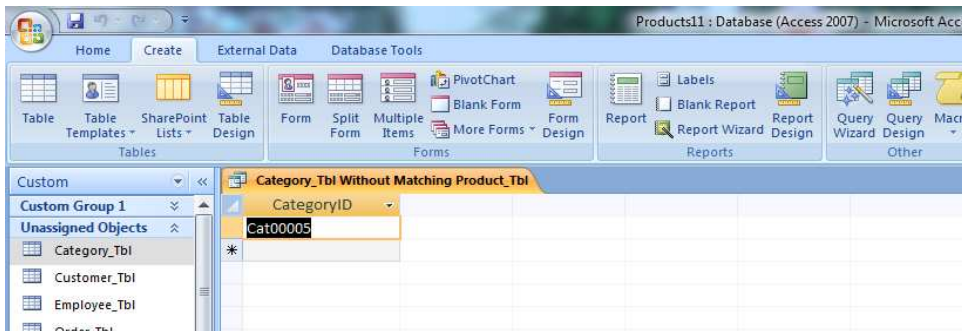 Products11 : Database (Access 2007) - Microsoft Acc
Home Create External Data Database Tools
Table
Table Templates
SharePoint Lists
Table Design
Tables
Form
Split Form
Multiple Items
PivotChart
Blank Form
More Forms
Form Design
Forms
Report
Labels
Blank Report
Report Wizard
Report Design
Reports
Query Wizard
Query Design
Macr
Other
Custom
Custom Group 1
Unassigned Objects
Category_Tbl
Customer_Tbl
Employee_Tbl
Order_Tbl
Category_Tbl Without Matching Product_Tbl
CategoryID
Cat00005